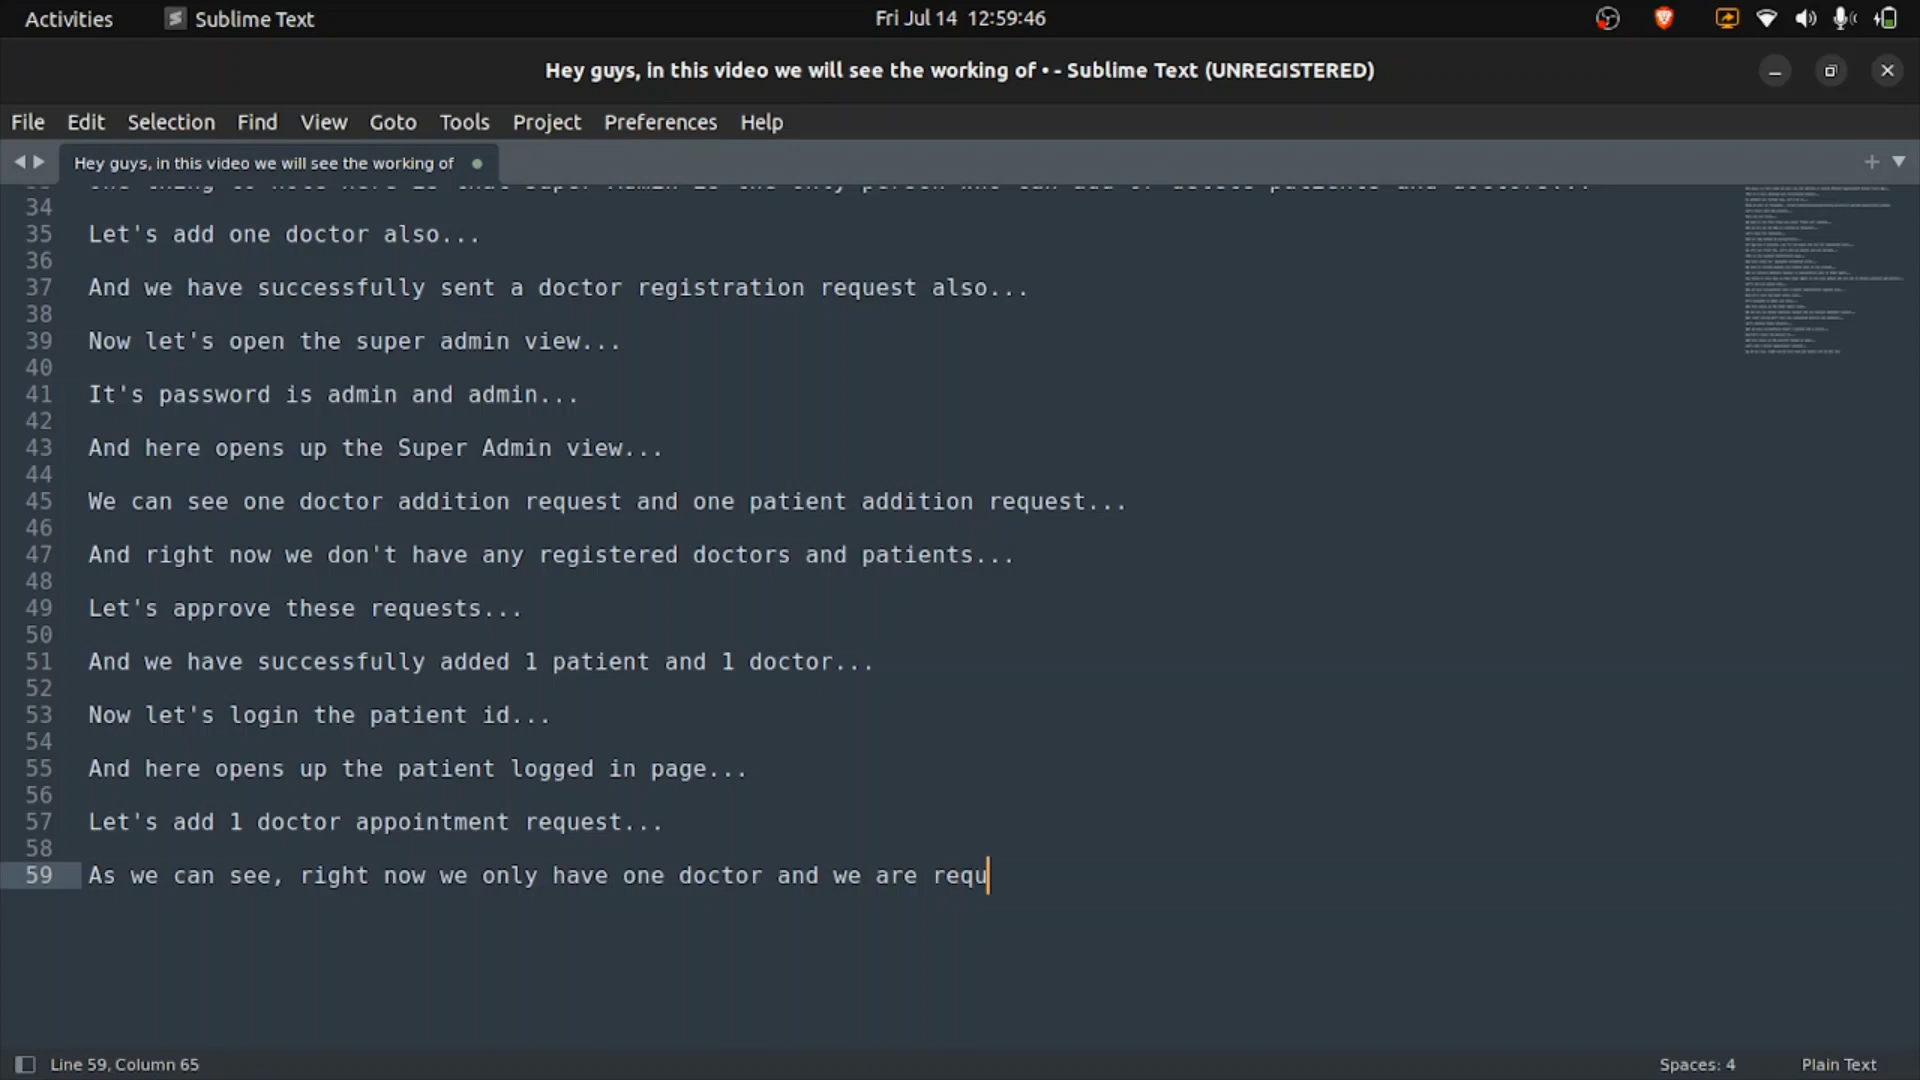 Activities Sublime Text Fri Jul 14 12:59:46
Hey guys, in this video we will see the working of • - Sublime Text (UNREGISTERED)
File Edit Selection Find View Goto Tools Project Preferences Help
Hey guys, in this video we will see the working of
34
35 Let's add one doctor also...
36
37 And we have successfully sent a doctor registration request also...
38
39 Now let's open the super admin view...
40
41 It's password is admin and admin...
42
43 And here opens up the Super Admin view...
44
45 We can see one doctor addition request and one patient addition request...
46
47 And right now we don't have any registered doctors and patients...
48
49 Let's approve these requests...
50
51 And we have successfully added 1 patient and 1 doctor...
52
53 Now let's login the patient id...
54
55 And here opens up the patient logged in page...
56
57 Let's add 1 doctor appointment request...
58
59 As we can see, right now we only have one doctor and we are requ
Line 59, Column 65 Spaces: 4 Plain Text